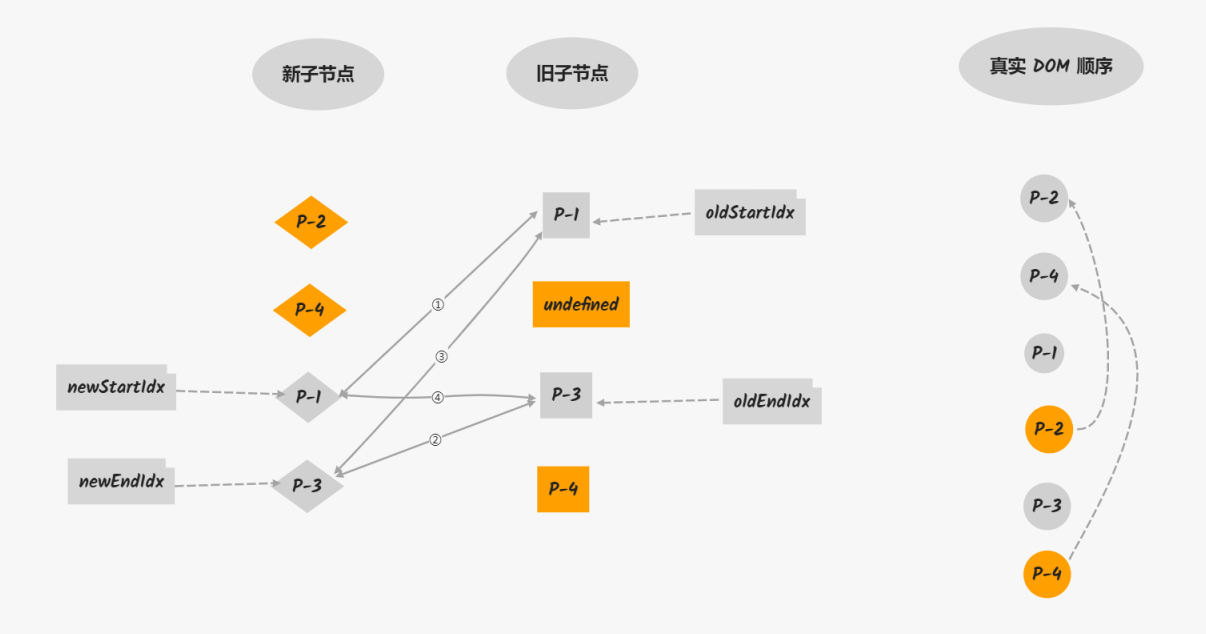 新子节点
旧子节点
真实 DOM 顺序
P-2
P-1
oldStartIdx
P-2
P-4
undefined
P-4
newStartIdx
P-1
P-3
oldEndIdx
P-1
newEndIdx
P-3
P-4
P-2
P-3
P-4
①
③
④
②